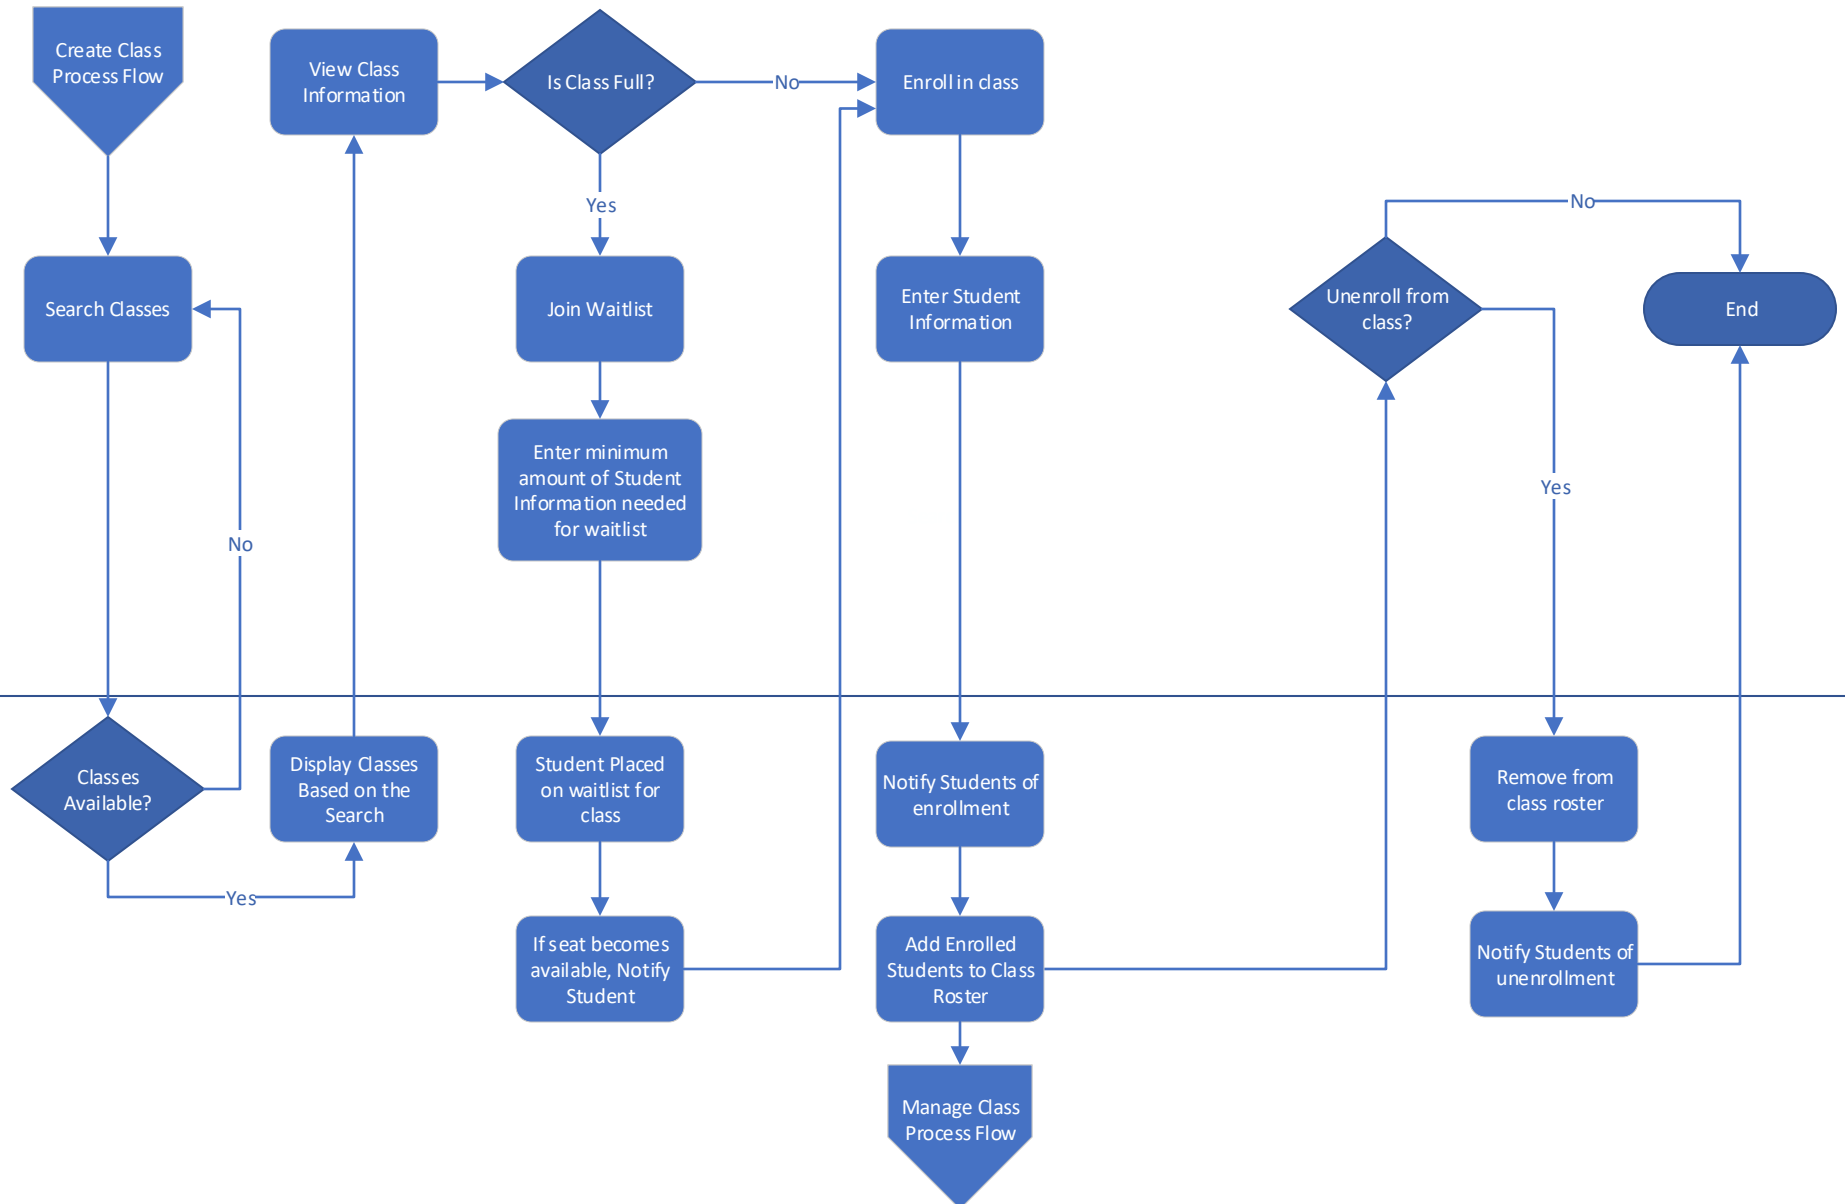 Create Class
Process Flow
View Class
Information
Is Class Full?
No
Enroll in class
Yes
No
Search Classes
Join Waitlist
Enter Student
Information
Unenroll from
class?
End
Enter minimum
amount of Student
Information needed
for waitlist
Yes
No
Classes
Available?
Display Classes
Based on the
Search
Student Placed
on waitlist for
class
Notify Students of
enrollment
Remove from
class roster
Yes
If seat becomes
available, Notify
Student
Add Enrolled
Students to Class
Roster
Notify Students of
unenrollment
Manage Class
Process Flow